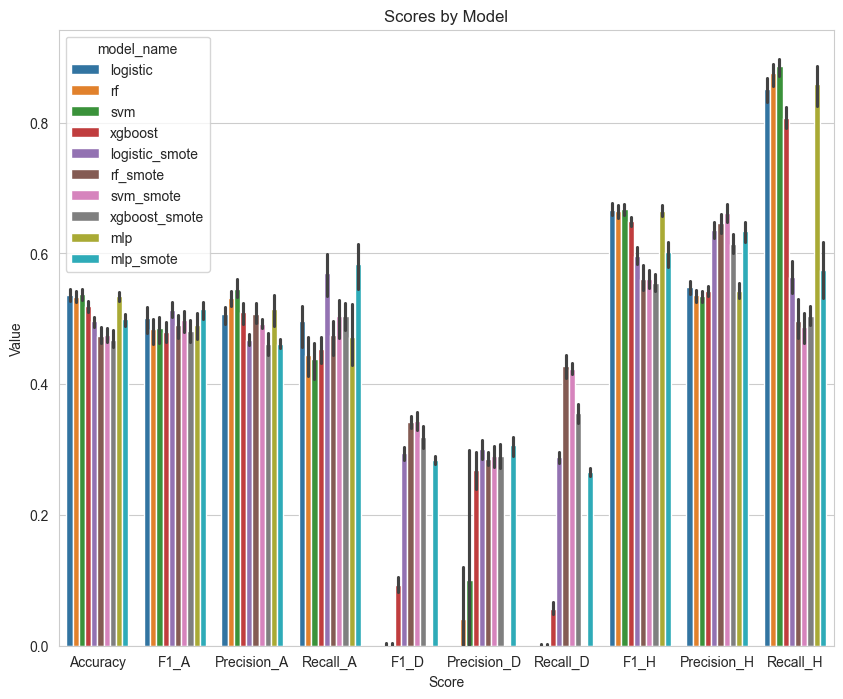 Scores by Model
model_name
logistic
rf
svm
xgboost
logistic_smote
rf_smote
svm_smote
xgboost_smote
mlp
mlp_smote
Value
0.8
0.6
0.4
0.2
0.0
Accuracy F1_A Precision_A Recall_A F1_D Precision_D Recall_D F1_H Precision_H Recall_H
Score